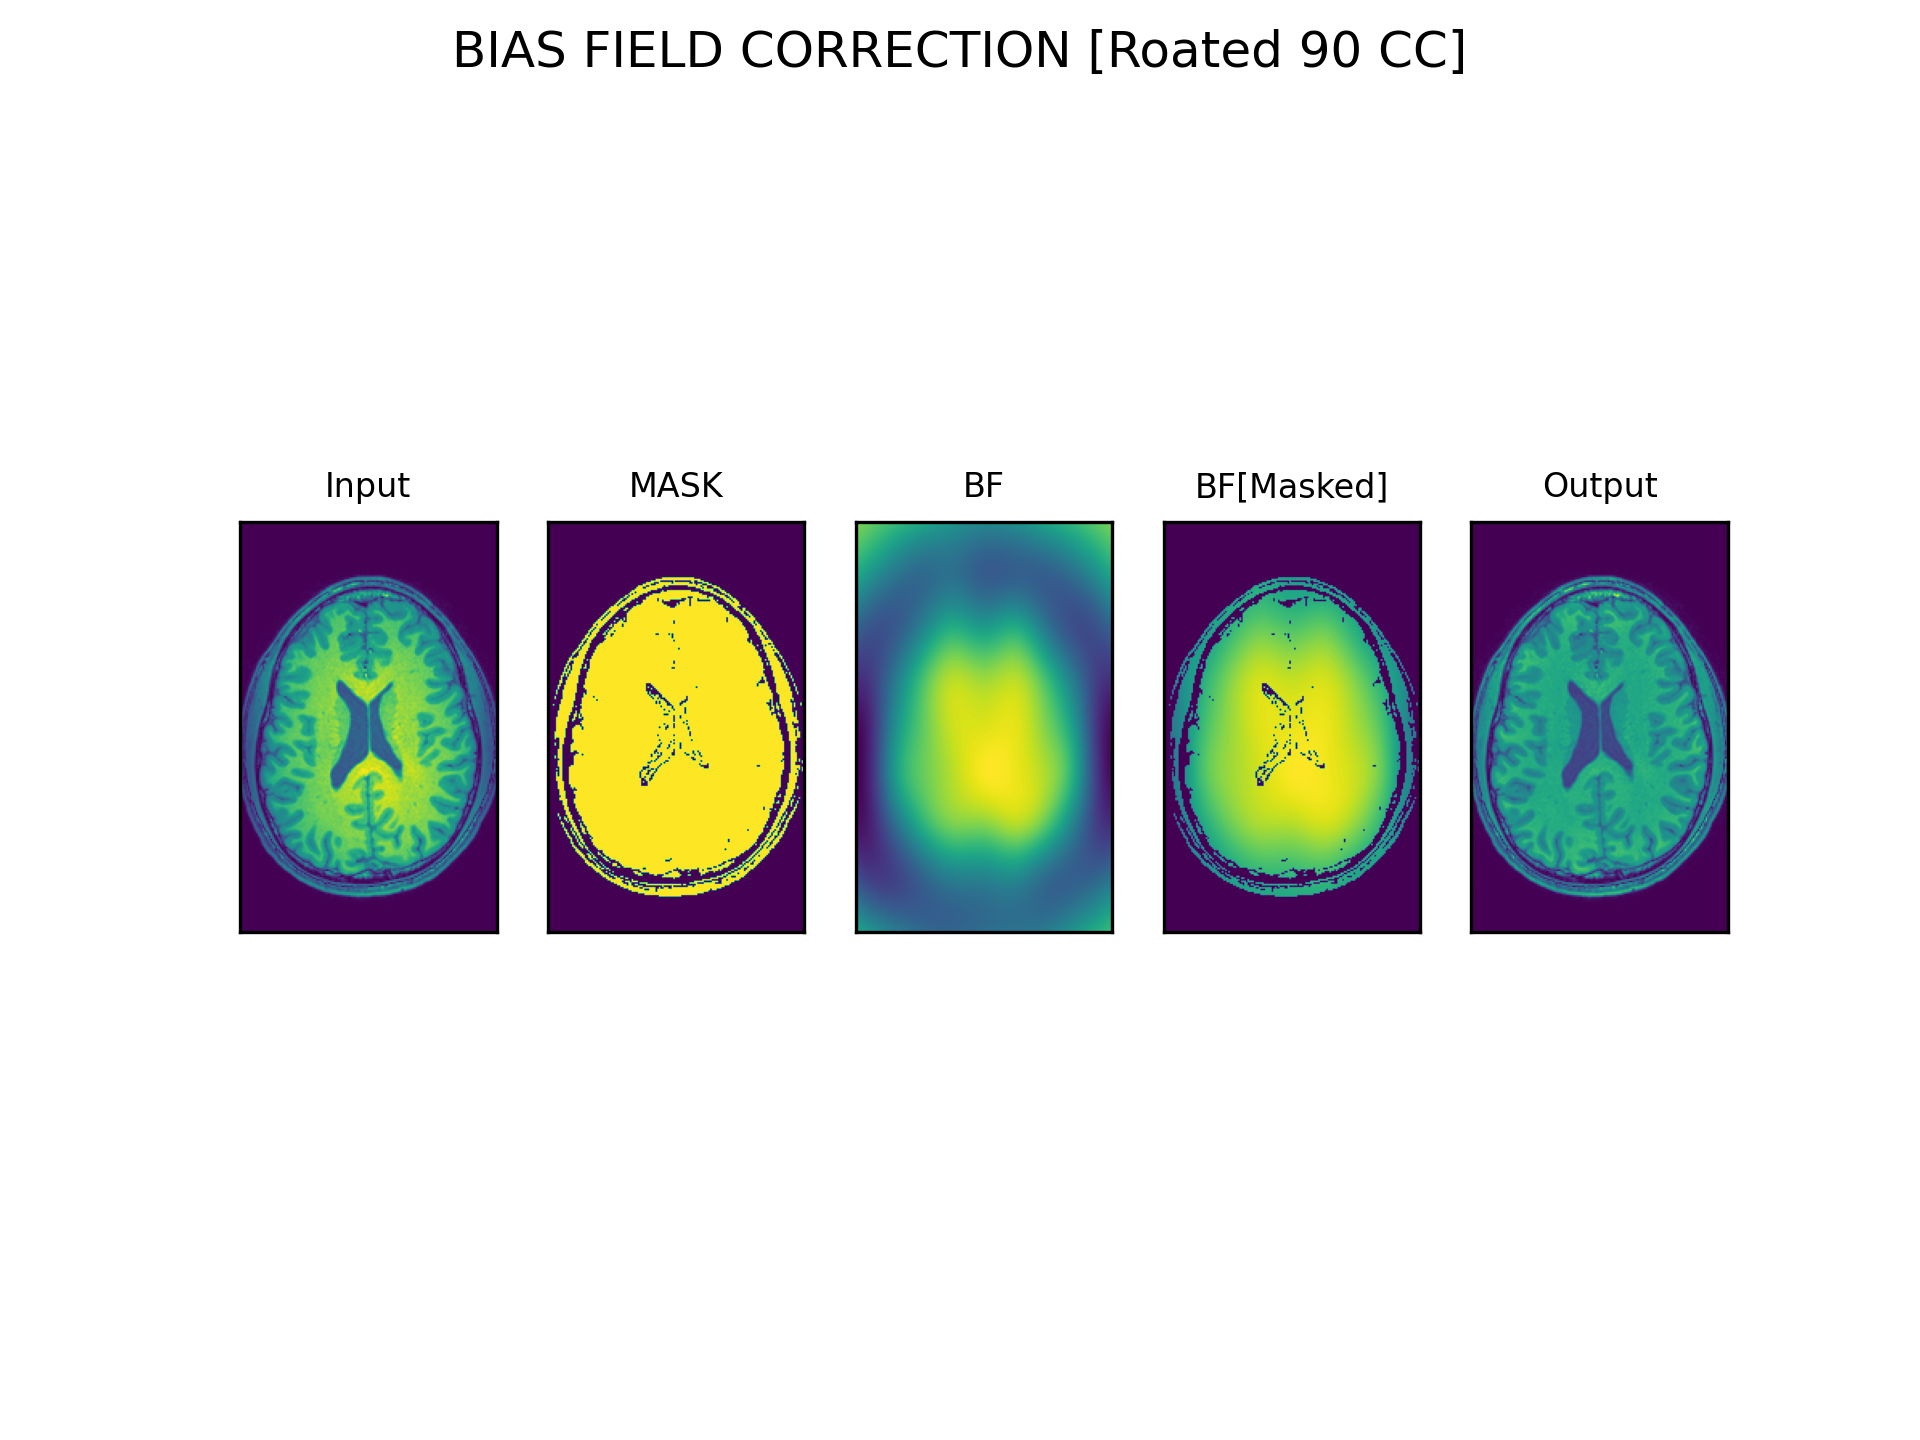 BIAS FIELD CORRECTION [Roated 90 CC]
Input
MASK
BF
BF[Masked]
Output